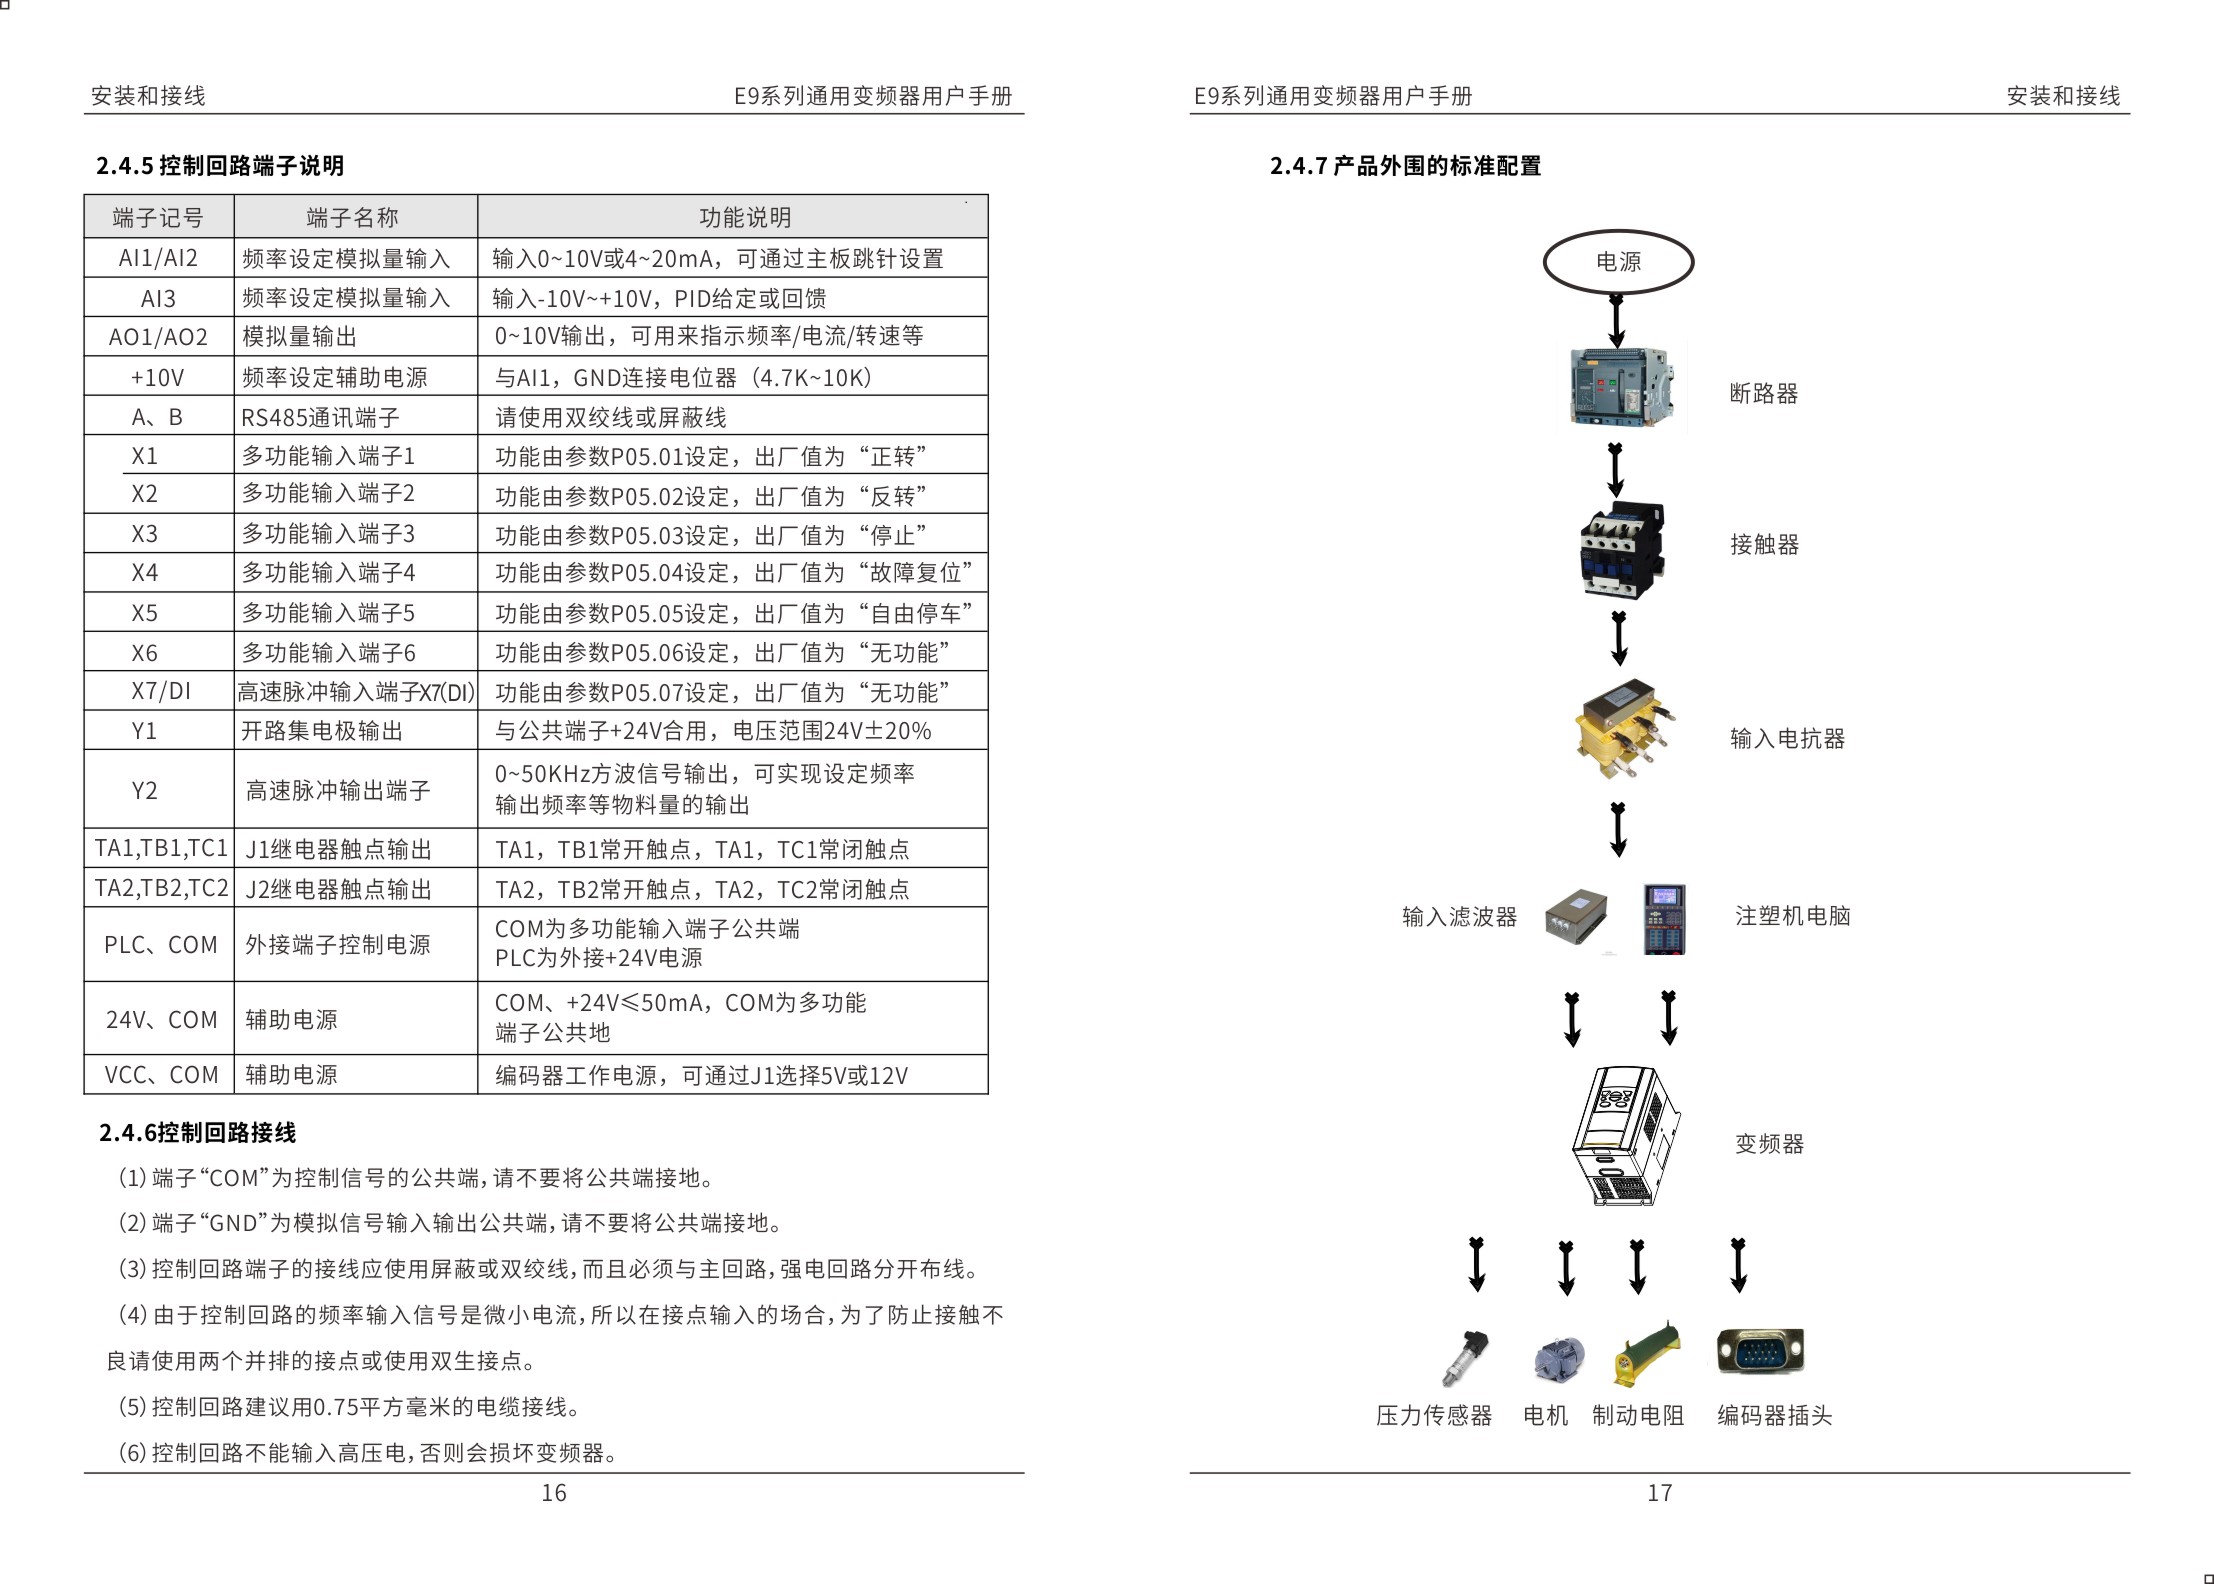 安装和接线 E9系列通用变频器用户手册
2.4.5 控制回路端子说明
端子记号 端子名称 功能说明
AI1/AI2 频率设定模拟量输入 输入0~10V或4~20mA，可通过主板跳针设置
AI3 频率设定模拟量输入 输入-10V~+10V，PID给定或回馈
AO1/AO2 模拟量输出 0~10V输出，可用来指示频率/电流/转速等
+10V 频率设定辅助电源 与AI1，GND连接电位器（4.7K~10K）
A、B RS485通讯端子 请使用双绞线或屏蔽线
X1 多功能输入端子1 功能由参数P05.01设定，出厂值为“正转”
X2 多功能输入端子2 功能由参数P05.02设定，出厂值为“反转”
X3 多功能输入端子3 功能由参数P05.03设定，出厂值为“停止”
X4 多功能输入端子4 功能由参数P05.04设定，出厂值为“故障复位”
X5 多功能输入端子5 功能由参数P05.05设定，出厂值为“自由停车”
X6 多功能输入端子6 功能由参数P05.06设定，出厂值为“无功能”
X7/DI 高速脉冲输入端子X7(DI) 功能由参数P05.07设定，出厂值为“无功能”
Y1 开路集电极输出 与公共端子+24V合用，电压范围24V±20%
Y2 高速脉冲输出端子 0~50KHz方波信号输出，可实现设定频率
输出频率等物料量的输出
TA1,TB1,TC1 J1继电器触点输出 TA1，TB1常开触点，TA1，TC1常闭触点
TA2,TB2,TC2 J2继电器触点输出 TA2，TB2常开触点，TA2，TC2常闭触点
PLC、COM 外接端子控制电源 COM为多功能输入端子公共端
PLC为外接+24V电源
24V、COM 辅助电源 COM、+24V≤50mA，COM为多功能
端子公共地
VCC、COM 辅助电源 编码器工作电源，可通过J1选择5V或12V
2.4.6控制回路接线
（1）端子“COM”为控制信号的公共端，请不要将公共端接地。
（2）端子“GND”为模拟信号输入输出公共端，请不要将公共端接地。
（3）控制回路端子的接线应使用屏蔽或双绞线，而且必须与主回路，强电回路分开布线。
（4）由于控制回路的频率输入信号是微小电流，所以在接点输入的场合，为了防止接触不
良请使用两个并排的接点或使用双生接点。
（5）控制回路建议用0.75平方毫米的电缆接线。
（6）控制回路不能输入高压电，否则会损坏变频器。
16
E9系列通用变频器用户手册 安装和接线
2.4.7 产品外围的标准配置
电源
断路器
接触器
输入电抗器
输入滤波器 注塑机电脑
变频器
压力传感器 电机 制动电阻 编码器插头
17